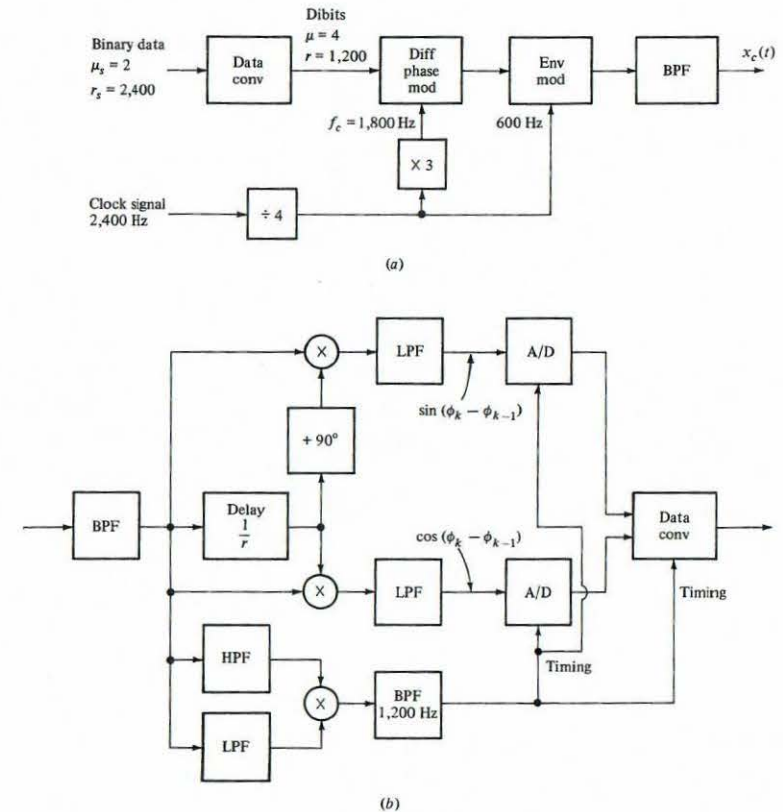 Dibits
μ = 4
r = 1,200
Binary data
μs = 2
rs = 2,400
Data
conv
Diff
phase
mod
Env
mod
BPF
xc(t)
fc = 1,800 Hz
600 Hz
X 3
Clock signal
2,400 Hz
÷ 4
(a)
X
LPF
A/D
sin (ϕk − ϕk−1)
+ 90°
BPF
Delay
1
r
cos (ϕk − ϕk−1)
Data
conv
X
LPF
A/D
Timing
HPF
Timing
X
BPF
1,200 Hz
LPF
(b)